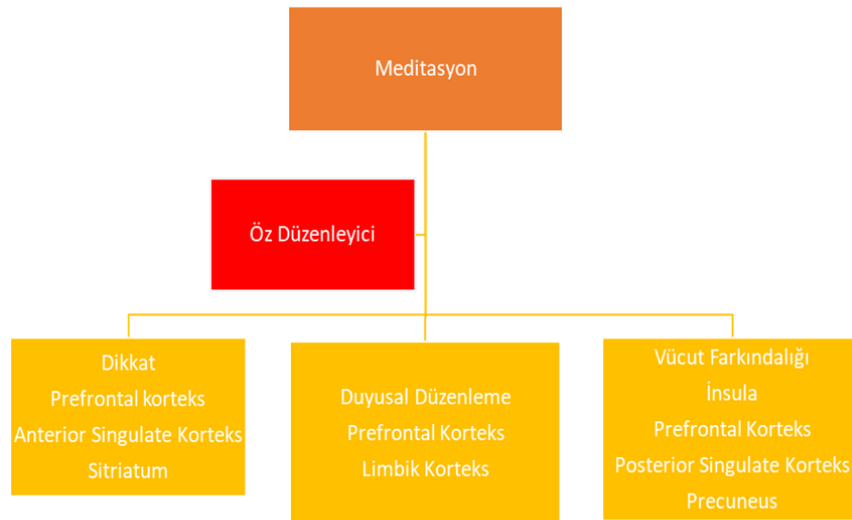 Meditasyon
Öz Düzenleyici
Dikkat
Prefrontal korteks
Anterior Singulate Korteks
Sitriatum
Duyusal Düzenleme
Prefrontal Korteks
Limbik Korteks
Vücut Farkındalığı
İnsula
Prefrontal Korteks
Posterior Singulate Korteks
Precuneus